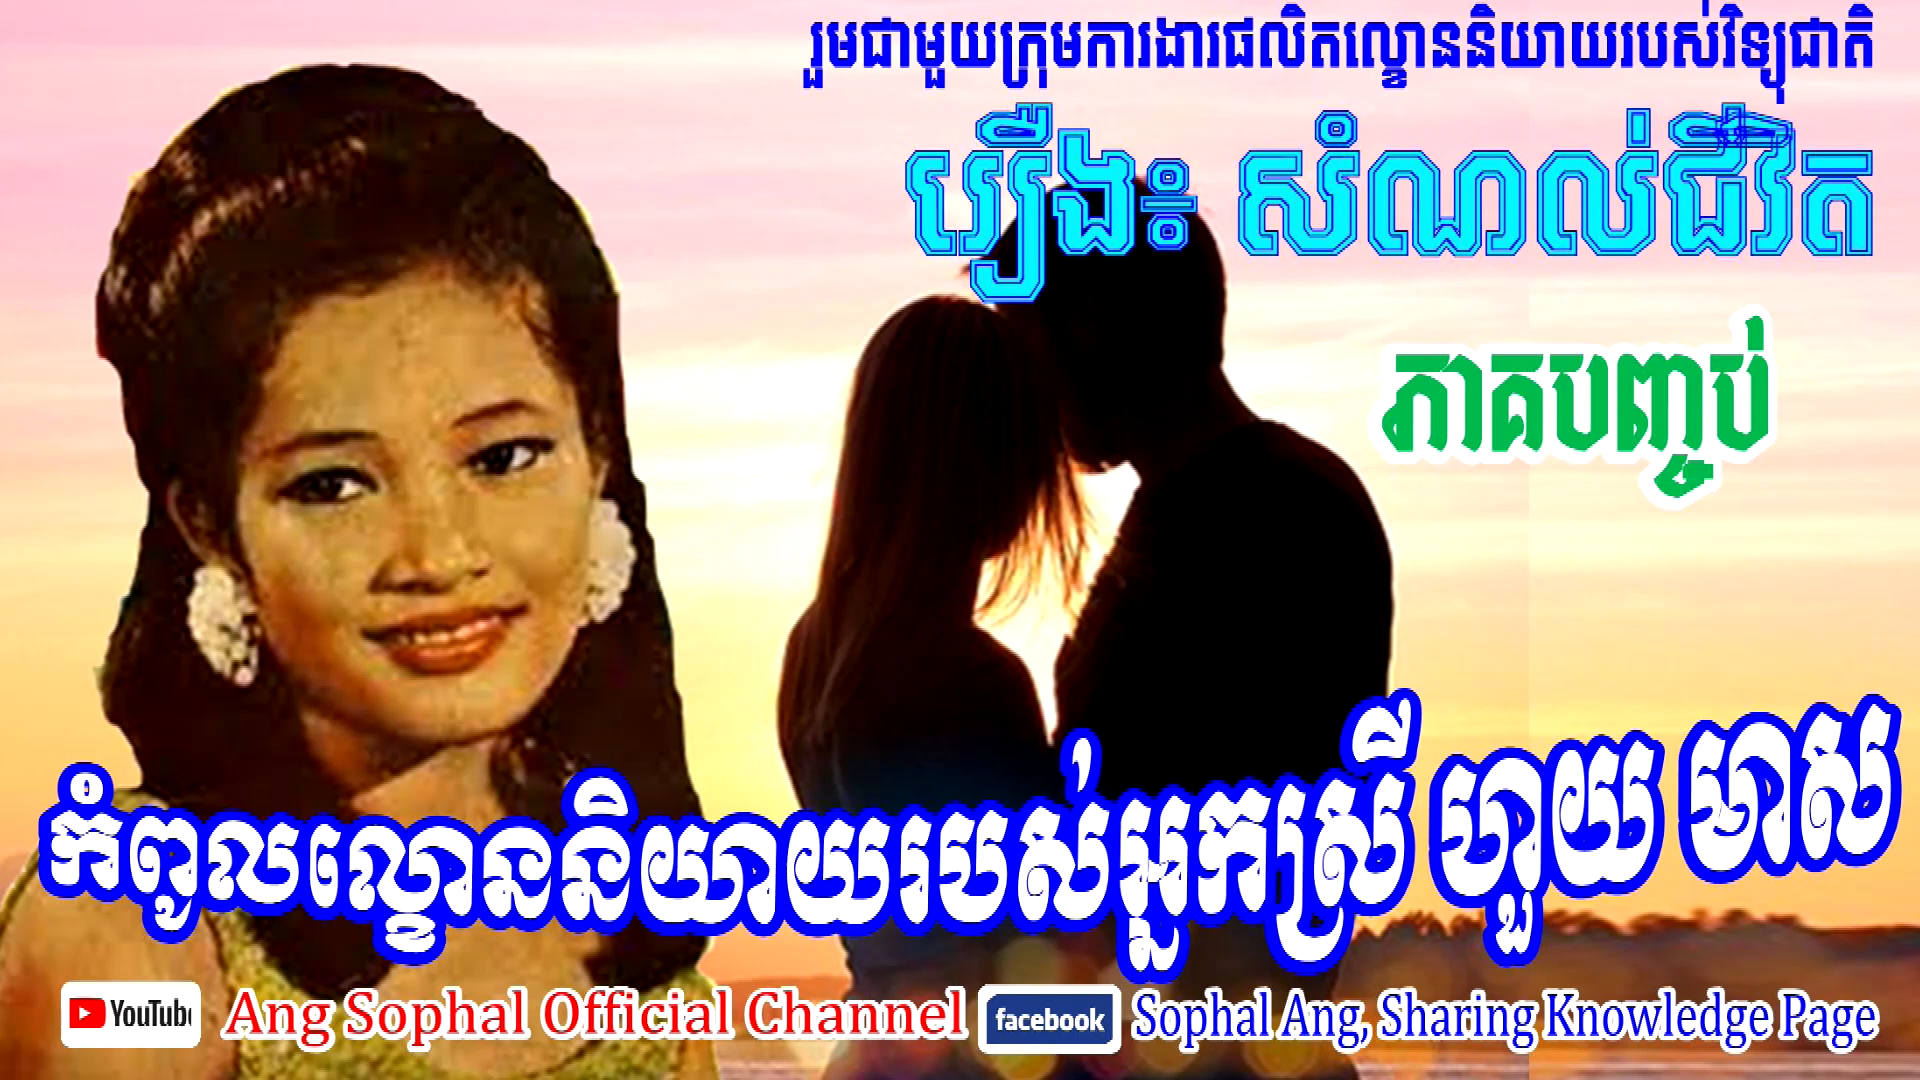 រួមជាមួយក្រុមការងារផលិតល្ខោននិយាយរបស់វិទ្យុជាតិ
រឿង៖ សំណល់ជីវិត
ភាគបញ្ចប់
កំពូលល្ខោននិយាយរបស់អ្នកស្រី ហួយ មាស
YouTube Ang Sophal Official Channel facebook Sophal Ang, Sharing Knowledge Page